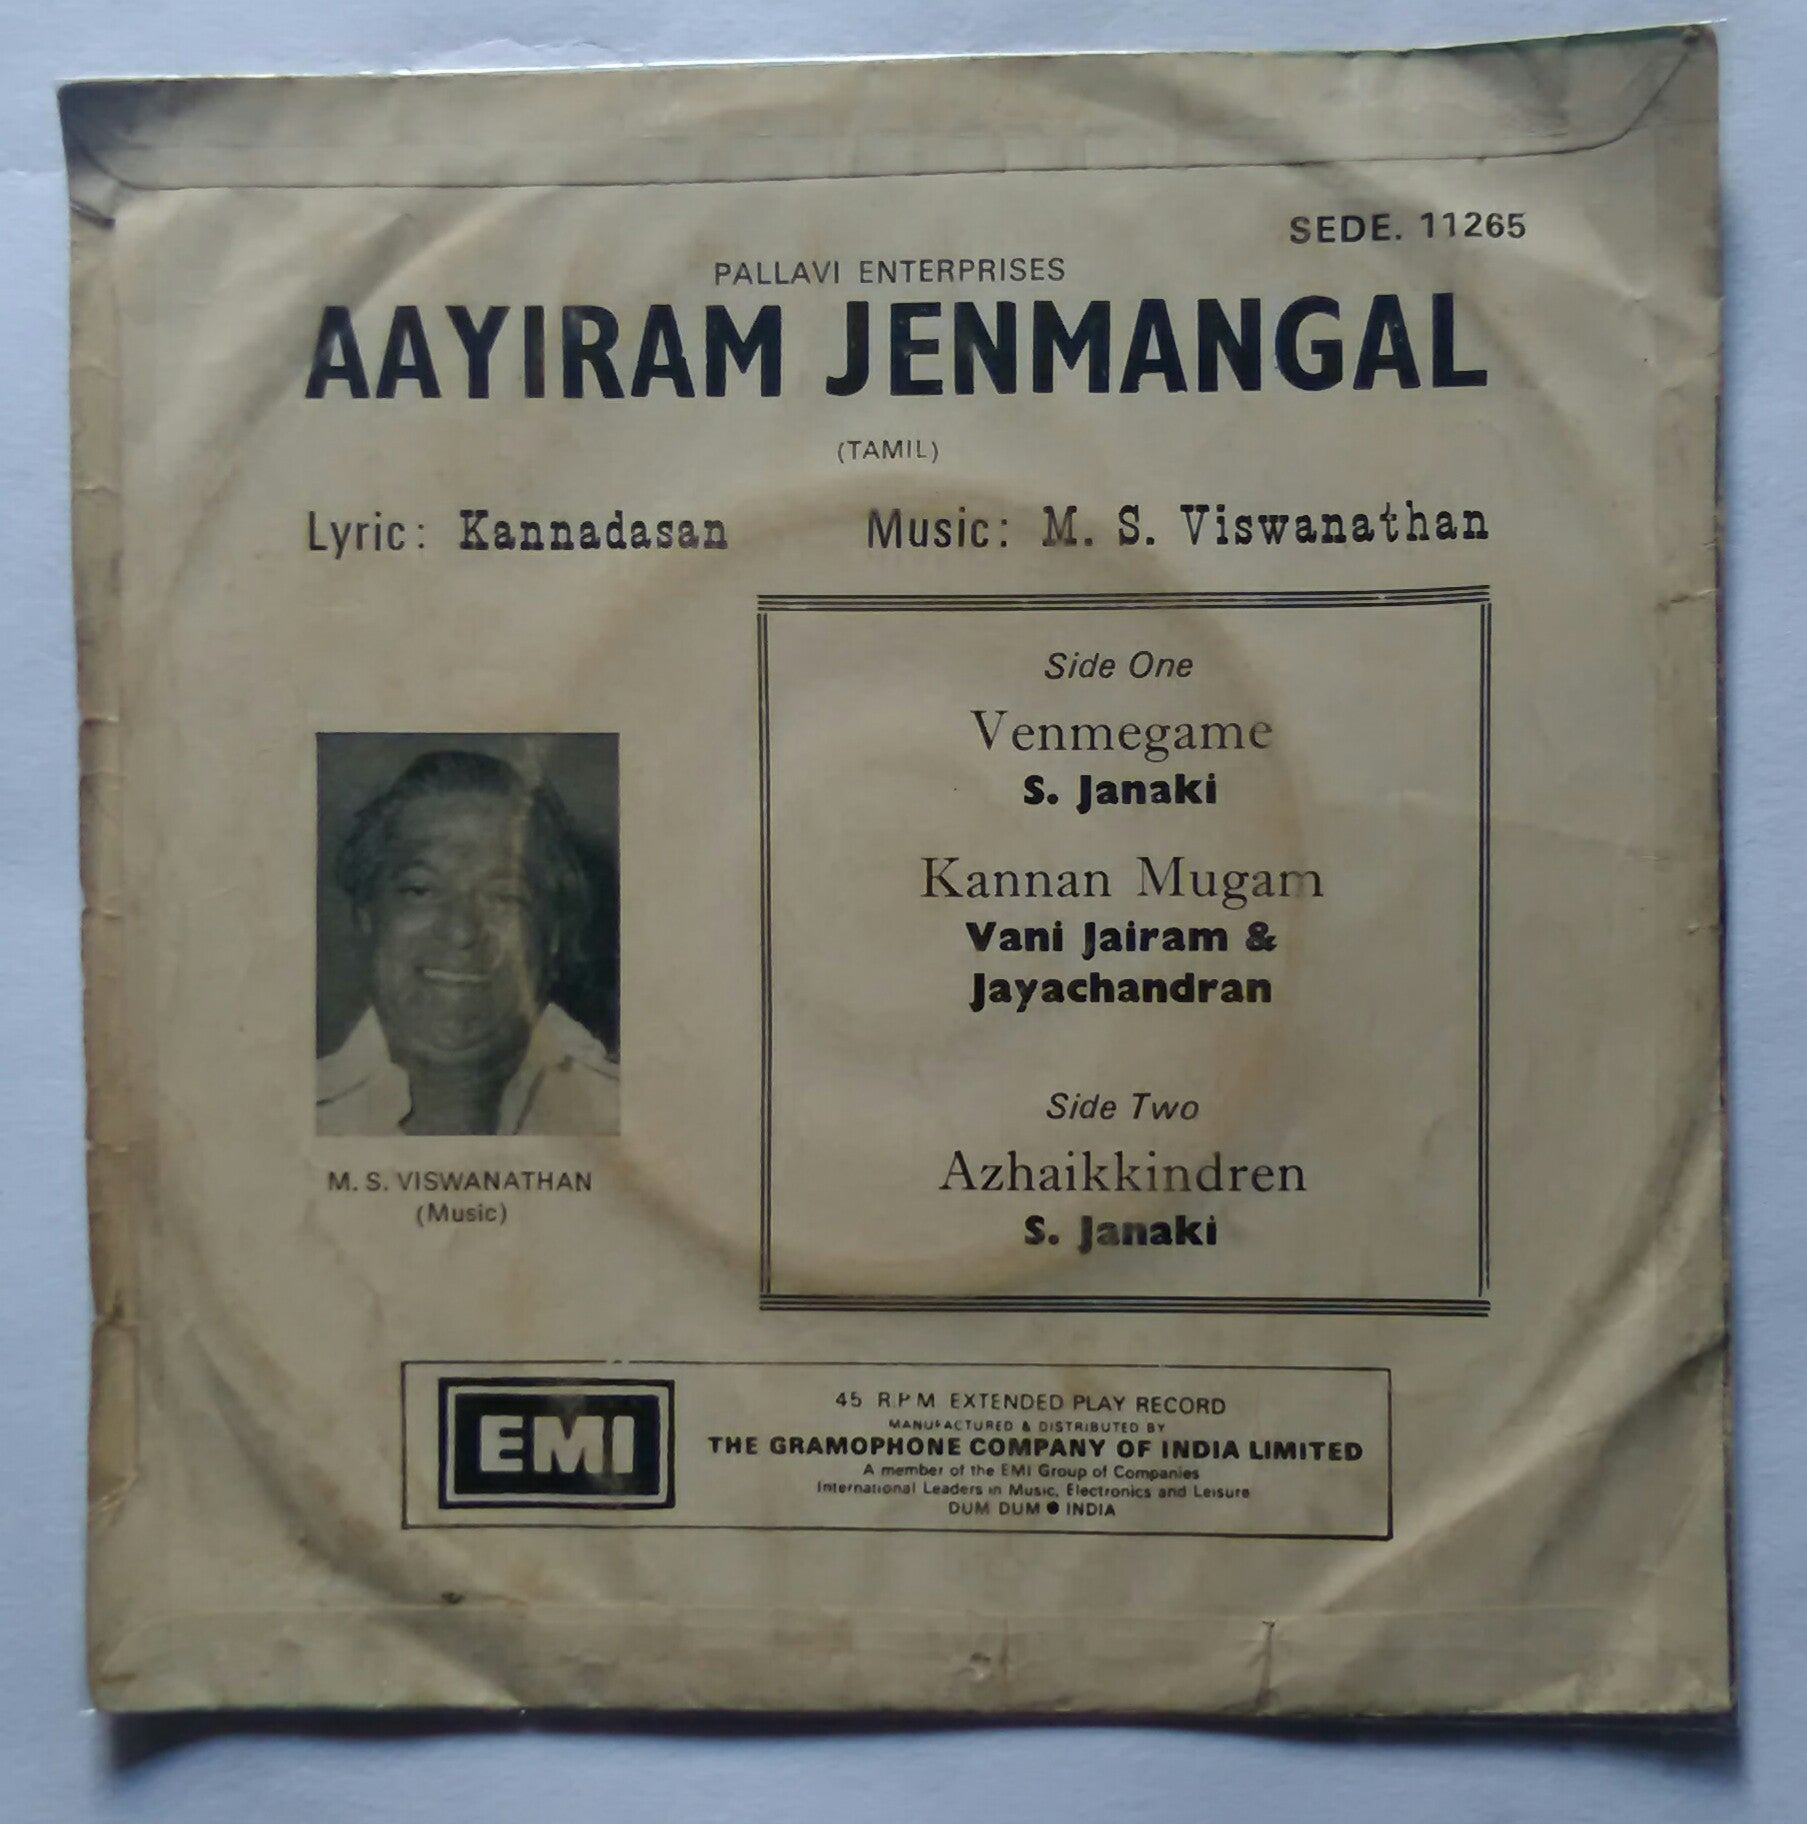 SEDE. 11265
PALLAVI ENTERPRISES
AAYIRAM JENMANGAL
(TAMIL)
Lyric: Kannadasan Music: M. S. Viswanathan
Side One
Venmegame
S. Janaki
Kannan Mugam
Vani Jairam &
Jayachandran
Side Two
Azhaikkindren
S. Janaki
M. S. VISWANATHAN
(Music)
EMI
45 R.P.M. EXTENDED PLAY RECORD
MANUFACTURED & DISTRIBUTED BY
THE GRAMOPHONE COMPANY OF INDIA LIMITED
A member of the EMI Group of Companies
International Leaders in Music, Electronics and Leisure
DUM DUM ● INDIA